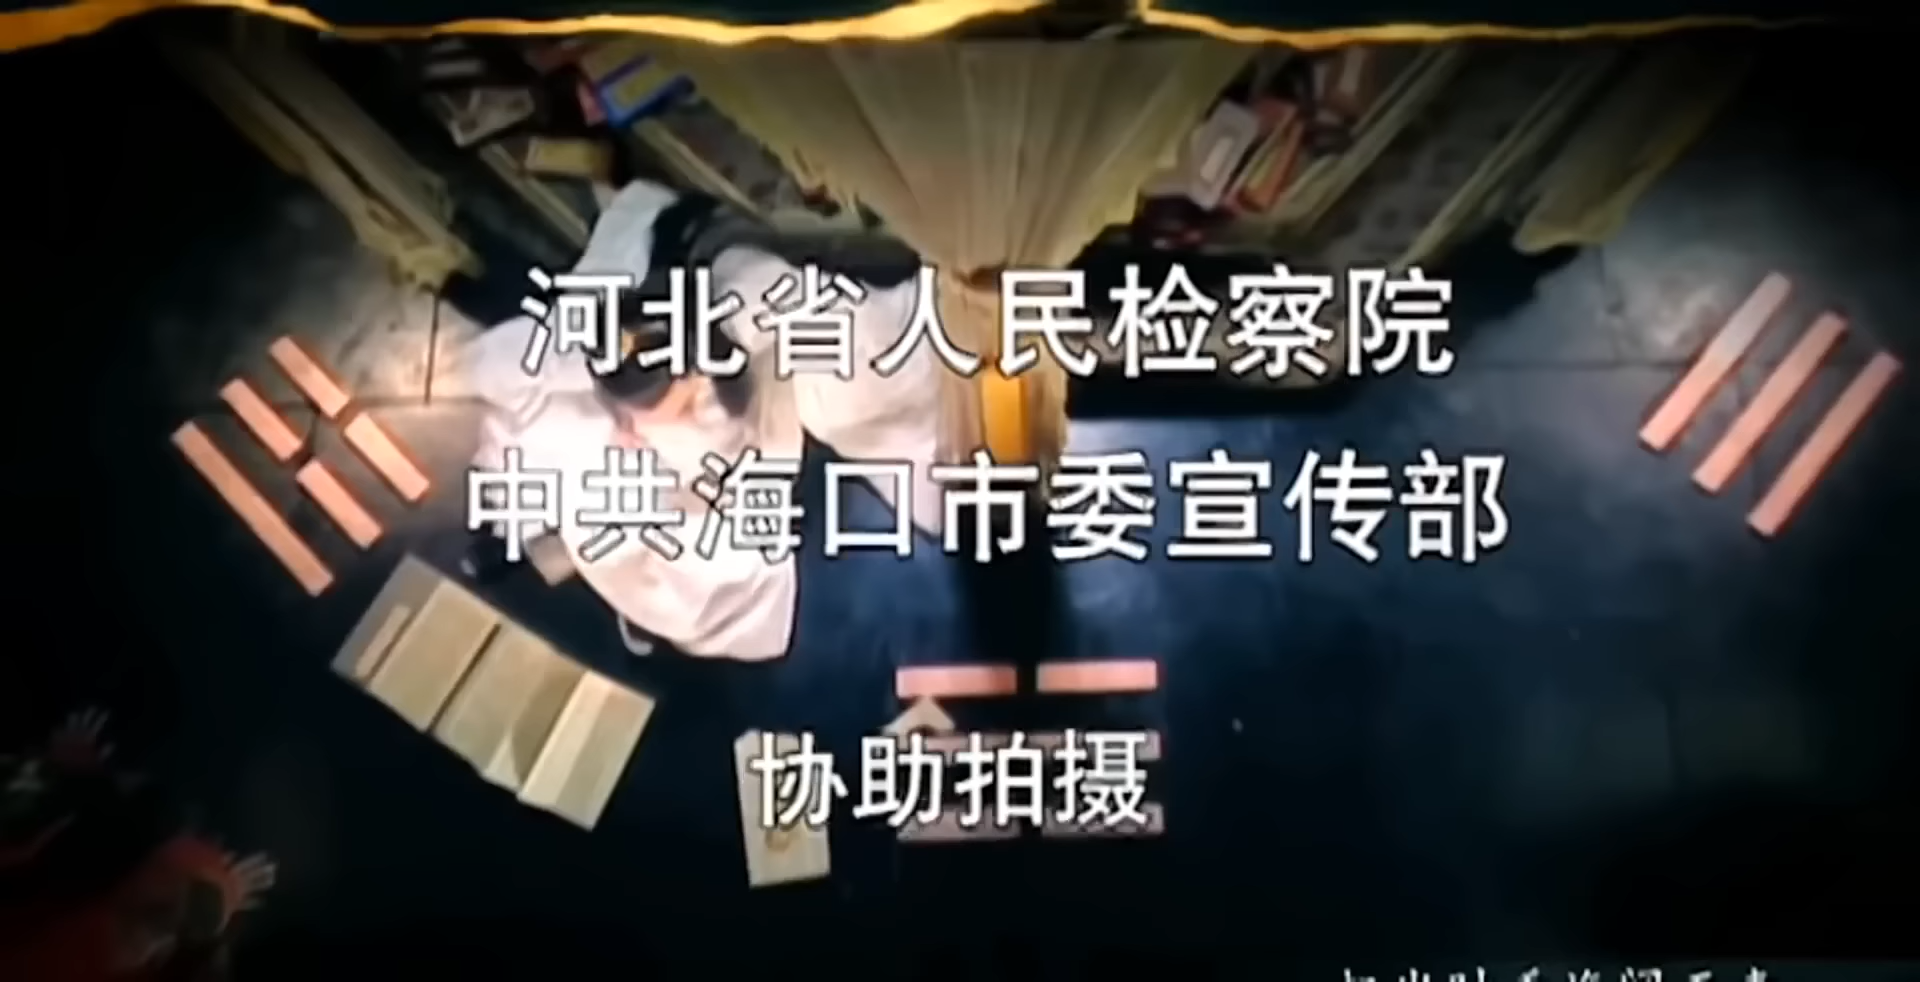 河北省人民检察院
中共海口市委宣传部
协助拍摄